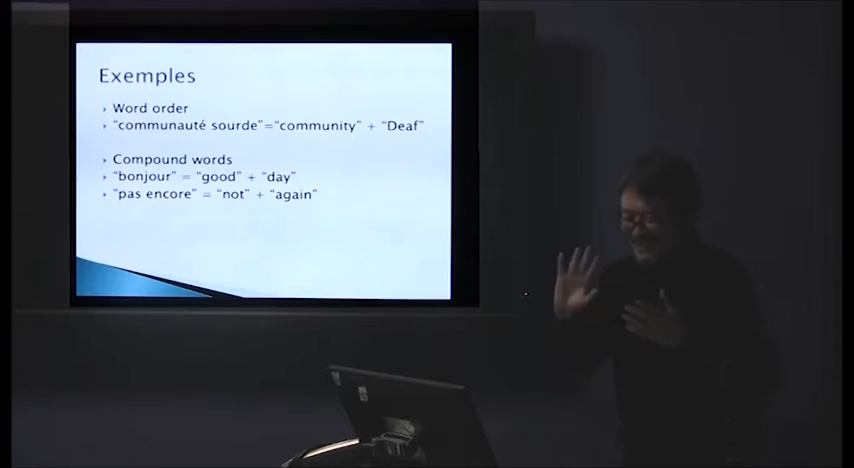 Exemples
Word order
"communauté sourde"="community" + "Deaf"
Compound words
"bonjour" = "good" + "day"
"pas encore" = "not" + "again"